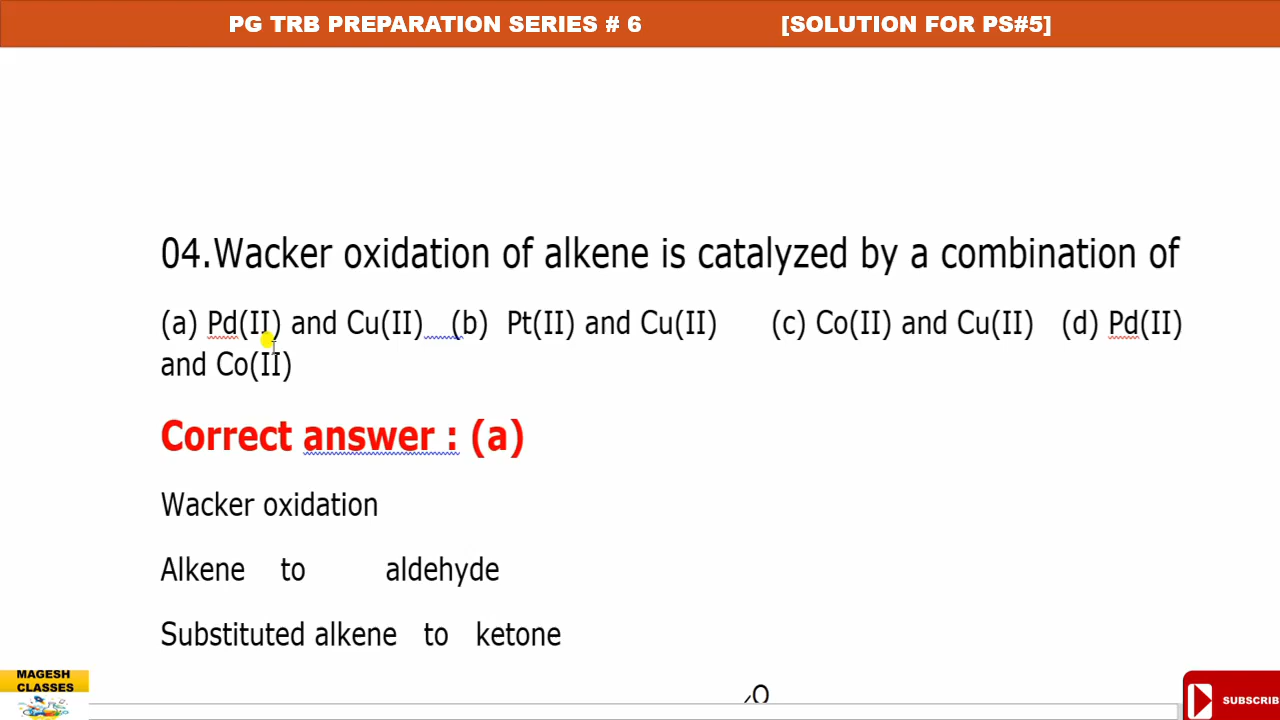 PG TRB PREPARATION SERIES # 6 [SOLUTION FOR PS#5]
04.Wacker oxidation of alkene is catalyzed by a combination of
(a) Pd(II) and Cu(II) (b) Pt(II) and Cu(II) (c) Co(II) and Cu(II) (d) Pd(II)
and Co(II)
Correct answer : (a)
Wacker oxidation
Alkene to aldehyde
Substituted alkene to ketone
O
MAGESH
CLASSES
SUBSCRIB